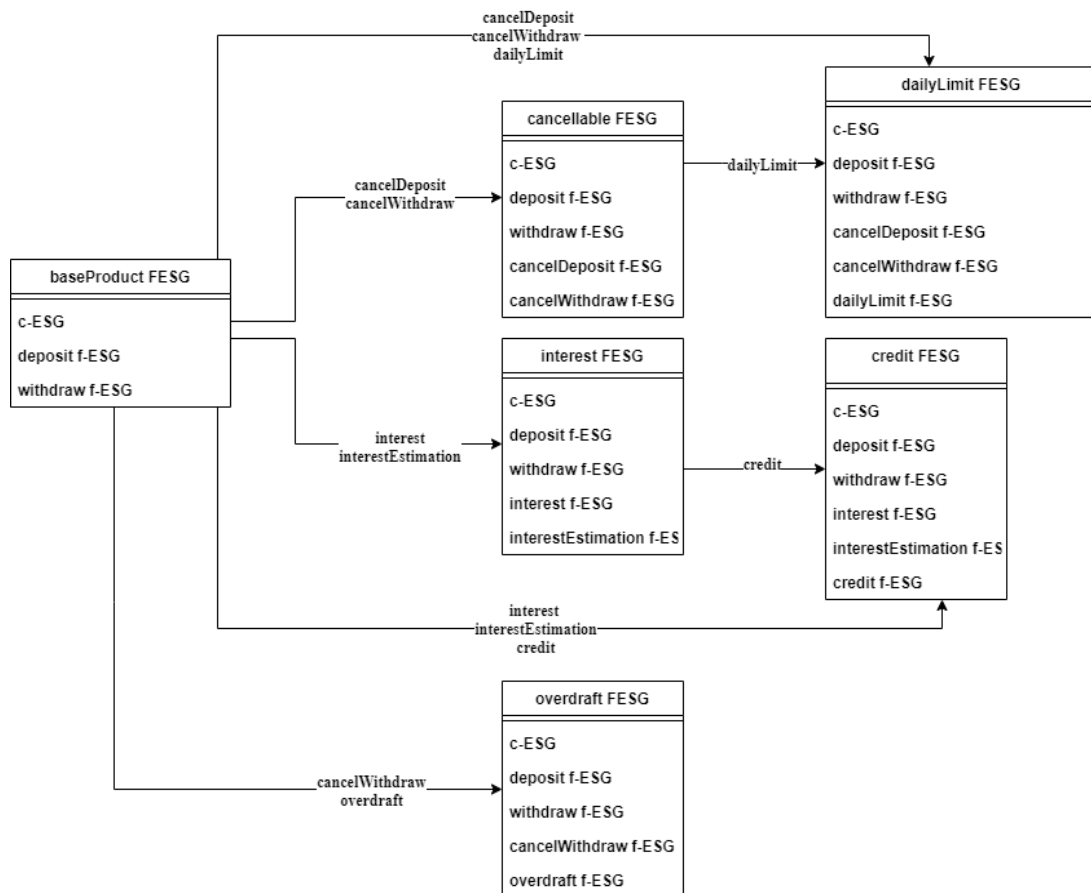 cancelDeposit
cancelWithdraw
dailyLimit
dailyLimit FESG
c-ESG
deposit f-ESG
withdraw f-ESG
cancelDeposit f-ESG
cancelWithdraw f-ESG
dailyLimit f-ESG
cancellable FESG
c-ESG
deposit f-ESG
withdraw f-ESG
cancelDeposit f-ESG
cancelWithdraw f-ESG
dailyLimit
cancelDeposit
cancelWithdraw
baseProduct FESG
c-ESG
deposit f-ESG
withdraw f-ESG
interest FESG
c-ESG
deposit f-ESG
withdraw f-ESG
interest f-ESG
interestEstimation f-ES
credit FESG
c-ESG
deposit f-ESG
withdraw f-ESG
interest f-ESG
interestEstimation f-ES
credit f-ESG
interest
interestEstimation
credit
interest
interestEstimation
credit
overdraft FESG
c-ESG
deposit f-ESG
withdraw f-ESG
cancelWithdraw f-ESG
overdraft f-ESG
cancelWithdraw
overdraft